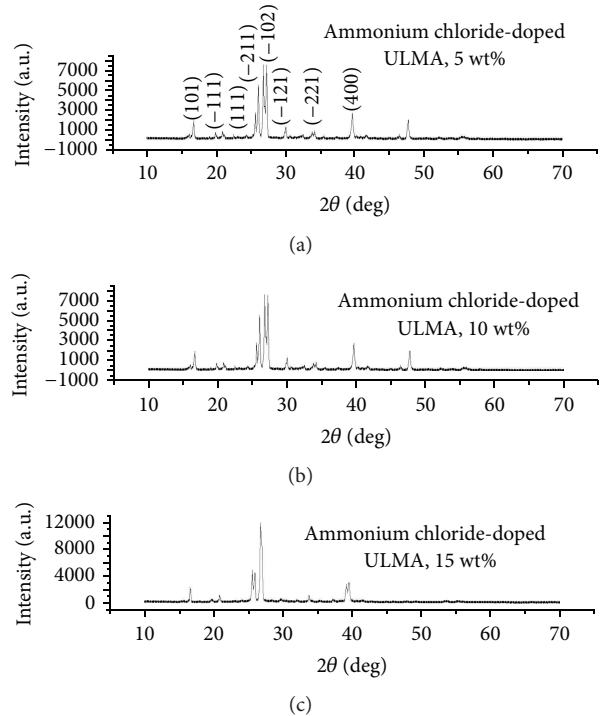 Ammonium chloride-doped
ULMA, 5 wt%
(101)
(−111)
(111)
(−211)
(−102)
(−121)
(−221)
(400)
7000
5000
3000
1000
−1000
Intensity (a.u.)
10 20 30 40 50 60 70
2θ (deg)
(a)
Ammonium chloride-doped
ULMA, 10 wt%
7000
5000
3000
1000
−1000
Intensity (a.u.)
10 20 30 40 50 60 70
2θ (deg)
(b)
Ammonium chloride-doped
ULMA, 15 wt%
12000
8000
4000
0
Intensity (a.u.)
10 20 30 40 50 60 70
2θ (deg)
(c)